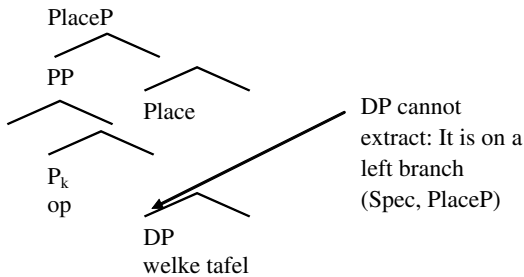 PlaceP
PP
Place
DP cannot
extract: It is on a
left branch
(Spec, PlaceP)
Pk
op
DP
welke tafel